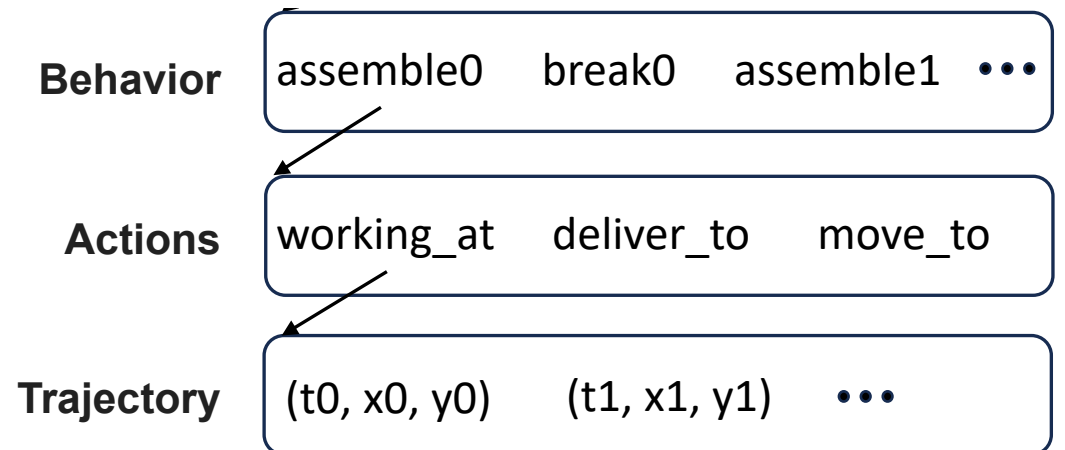 Behavior assemble0 break0 assemble1 •••
Actions working_at deliver_to move_to
Trajectory (t0, x0, y0) (t1, x1, y1) •••